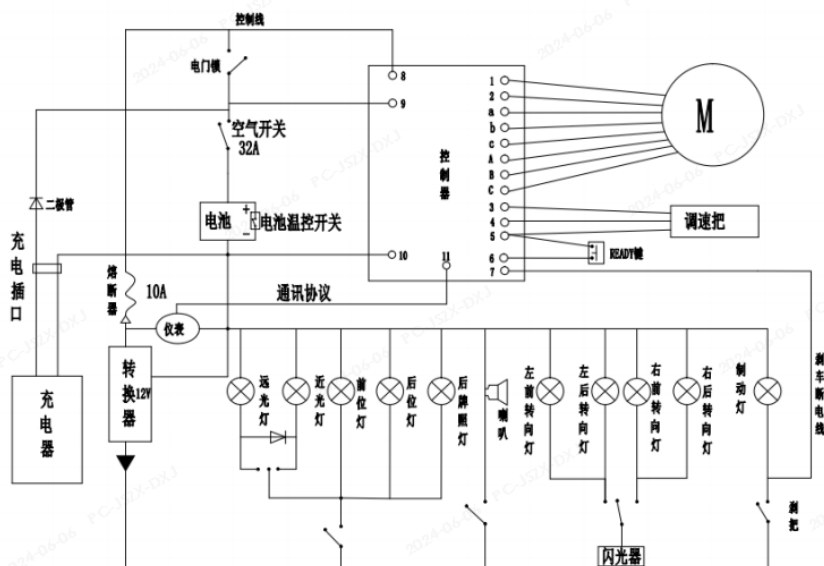 控制线
电门锁
8
9
1
2
a
b
c
A
B
C
3
4
5
6
7
10
11
M
空气开关
32A
控制器
二极管
电池
+
-
电池温控开关
调速把
READY键
充电插口
熔断器
10A
通讯协议
仪表
转换器
12V
充电器
远光灯
近光灯
前位灯
后位灯
后牌照灯
喇叭
左前转向灯
左后转向灯
右前转向灯
右后转向灯
制动灯
刹车断电线
刹把
闪光器
2024-06-06 PC-JS2X-DXJ